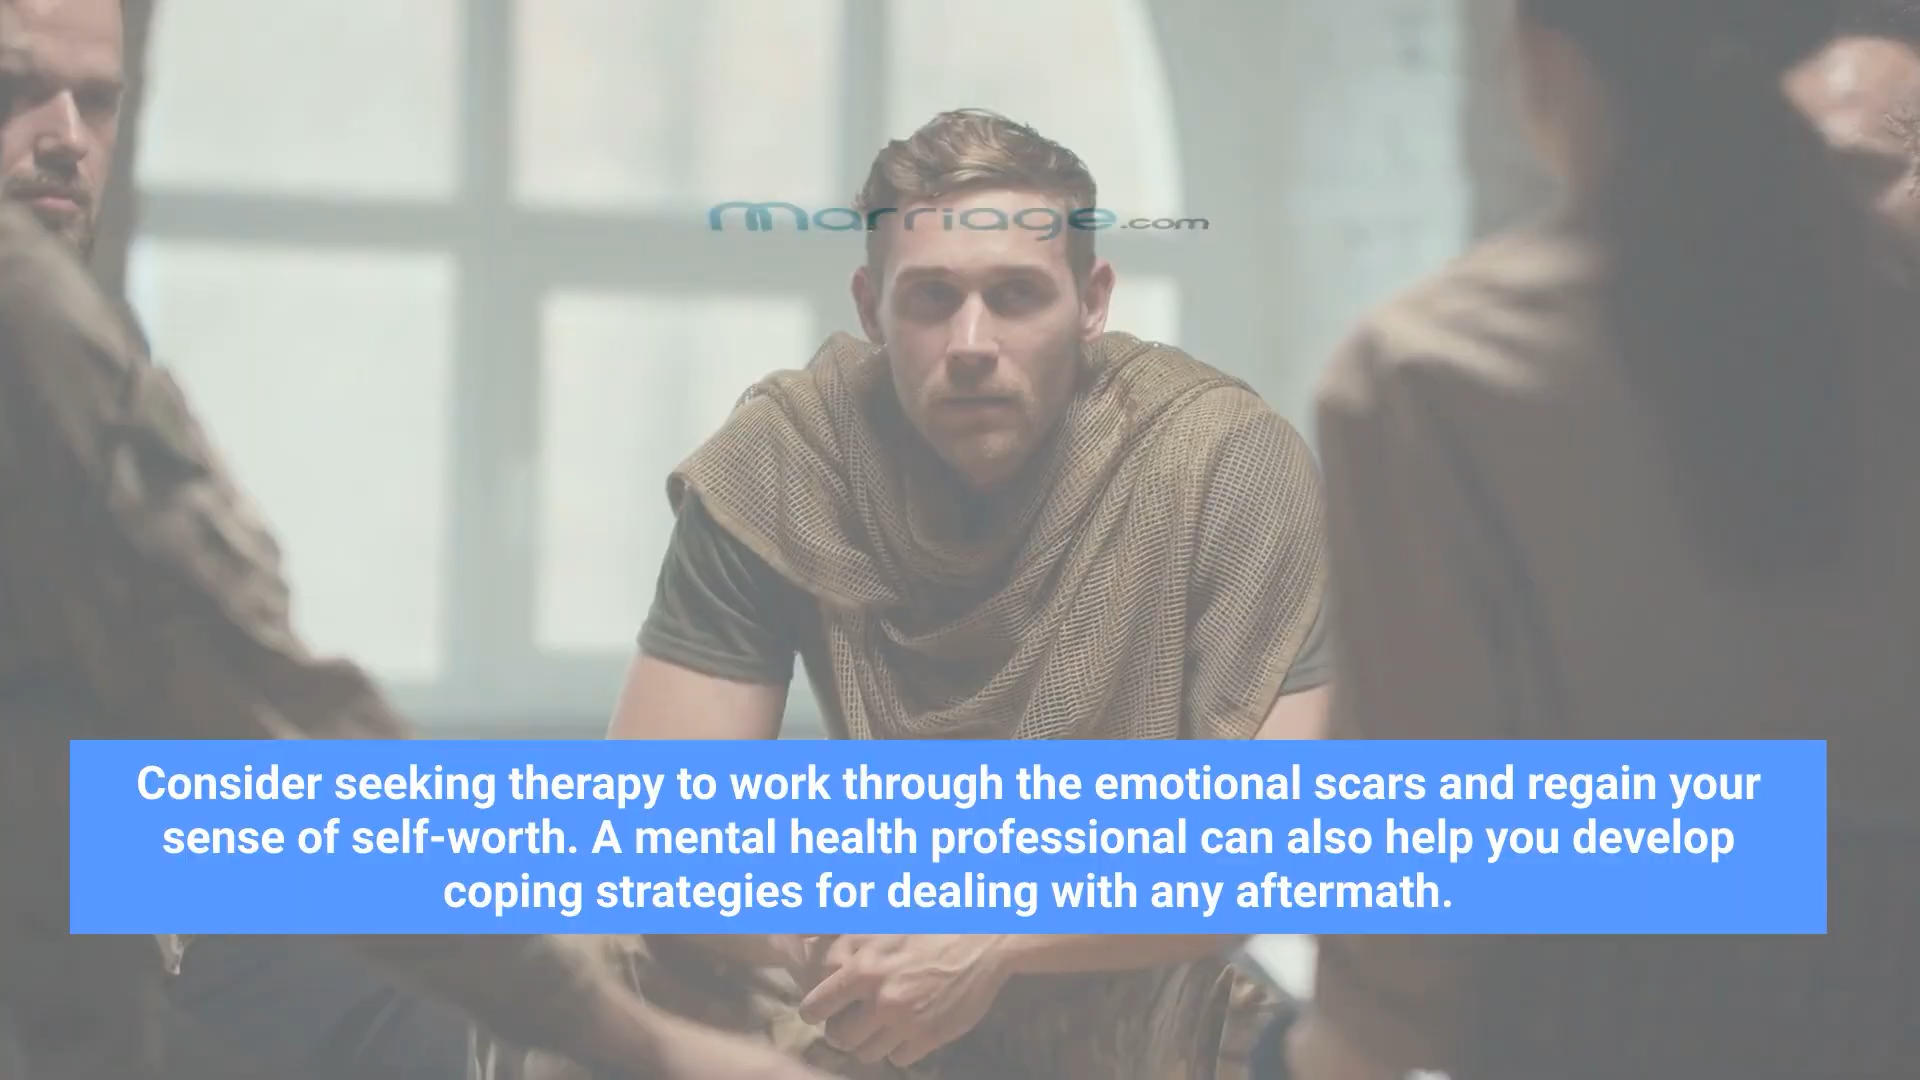 marriage.com
Consider seeking therapy to work through the emotional scars and regain your
sense of self-worth. A mental health professional can also help you develop
coping strategies for dealing with any aftermath.